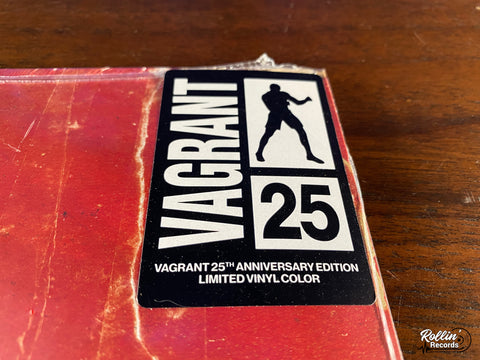 VAGRANT
25
VAGRANT 25TH ANNIVERSARY EDITION
LIMITED VINYL COLOR
Rollin'
Records